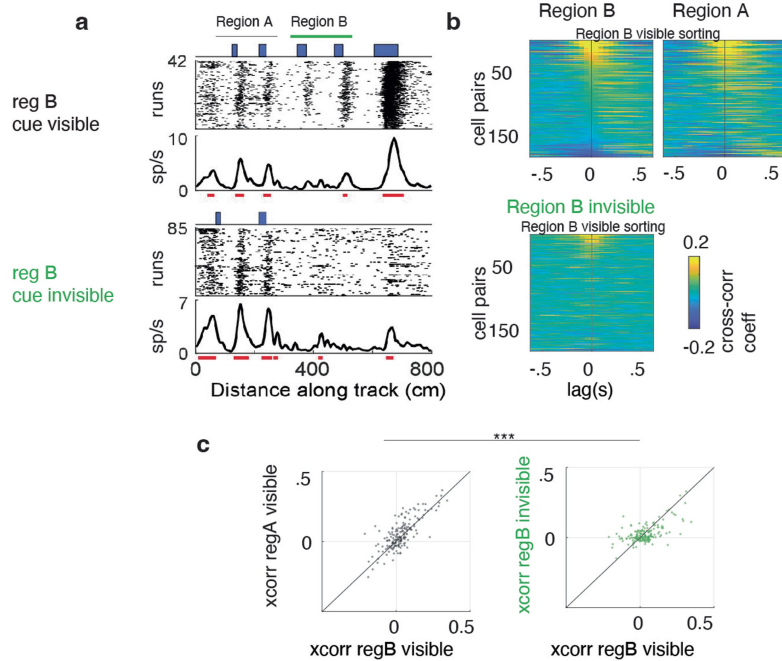 a
Region A
Region B
reg B
cue visible
42
runs
10
sp/s
0
reg B
cue invisible
85
runs
7
sp/s
0
0
400
800
Distance along track (cm)
b
Region B
Region A
Region B visible sorting
50
150
cell pairs
-.5
0
.5
-.5
0
.5
Region B invisible
Region B visible sorting
50
150
cell pairs
-.5
0
.5
lag(s)
0.2
-0.2
cross-corr
coeff
c
***
.5
0
xcorr regA visible
0
0.5
xcorr regB visible
.5
0
xcorr regB invisible
0
0.5
xcorr regB visible